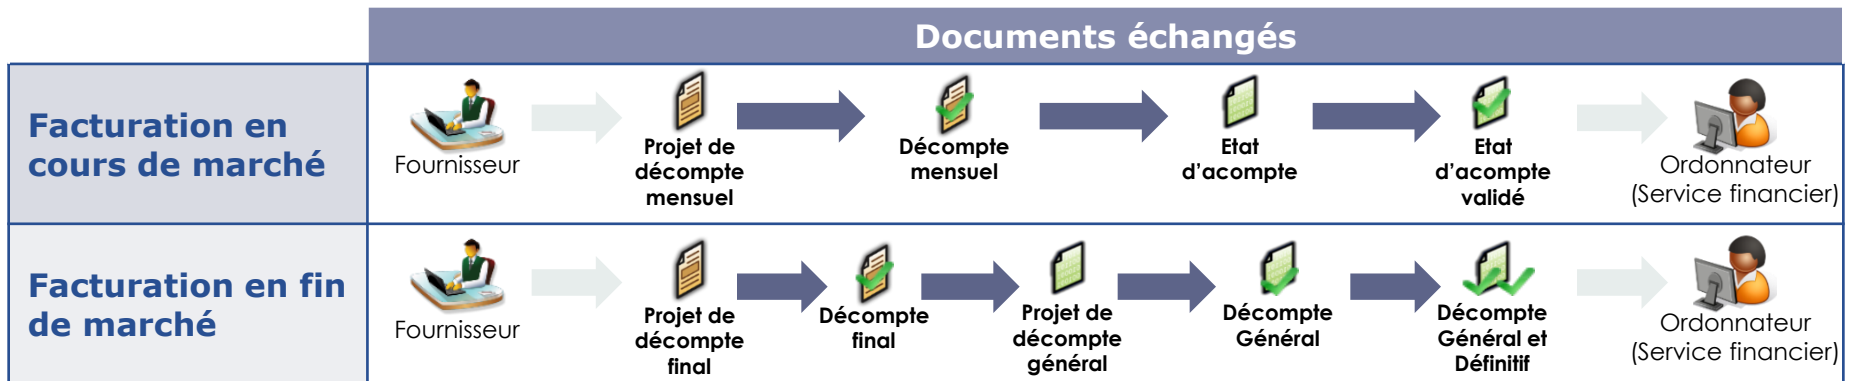 Documents échangés
Facturation en
cours de marché
Fournisseur
Projet de
décompte
mensuel
Décompte
mensuel
Etat
d'acompte
Etat
d'acompte
validé
Ordonnateur
(Service financier)
Facturation en fin
de marché
Fournisseur
Projet de
décompte
final
Décompte
final
Projet de
décompte
général
Décompte
Général
Décompte
Général et
Définitif
Ordonnateur
(Service financier)